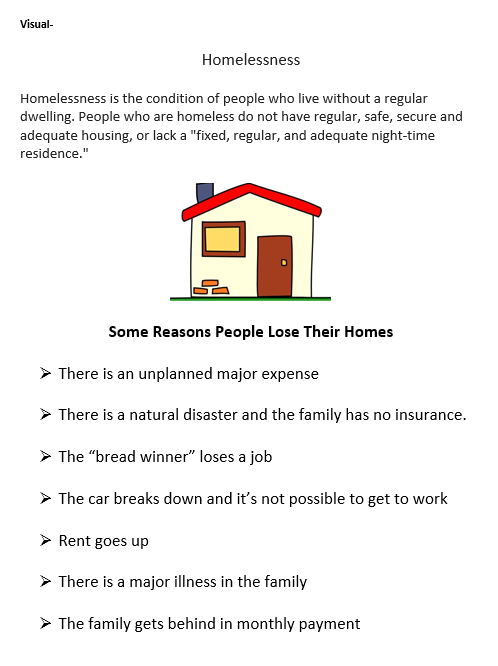 Visual-
Homelessness
Homelessness is the condition of people who live without a regular
dwelling. People who are homeless do not have regular, safe, secure and
adequate housing, or lack a "fixed, regular, and adequate night-time
residence."
Some Reasons People Lose Their Homes
➢ There is an unplanned major expense
➢ There is a natural disaster and the family has no insurance.
➢ The “bread winner” loses a job
➢ The car breaks down and it’s not possible to get to work
➢ Rent goes up
➢ There is a major illness in the family
➢ The family gets behind in monthly payment